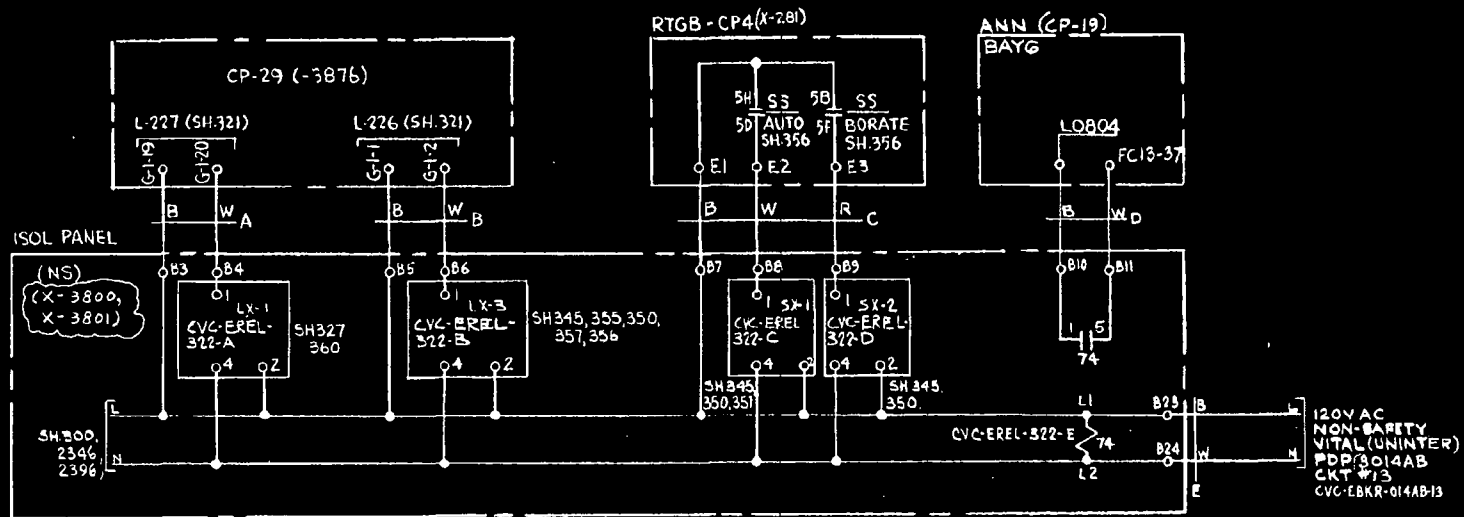 RTGB-CP4(X-281)
ANN (CP-19)
BAYG
CP-29 (-3876)
L-227 (SH.321)
L-226 (SH.321)
G-1-19
G-1-20
G-1-1
G-1-2
5H SS
5D AUTO
SH.356
5B SS
5F BORATE
SH.356
E1
E2
E3
L0804
FC13-37
B W A
B W B
B W R C
B W D
ISOL PANEL
(NS)
(X-3800,
X-3801)
B3 B4
B5 B6
B7 B8 B9
B10 B11
1 LX-1
CVC-EREL-
322-A
4 2
SH327
360
1 LX-3
CVC-EREL-
322-B
4 2
SH345,355,350,
357,356
1 SX-1
CVC-EREL
322-C
4 2
SH345,
350,351
1 SX-2
CVC-EREL-
322-D
4 2
SH345,
350.
1 5
74
L
N
SH.300,
2346,
2396,
CVC-EREL-322-E
L1
74
L2
B23 B L
B24 W N
E
120V AC
NON-SAFETY
VITAL (UNINTER)
PDP 3014AB
CKT #13
CVC-EBKR-014AB-13